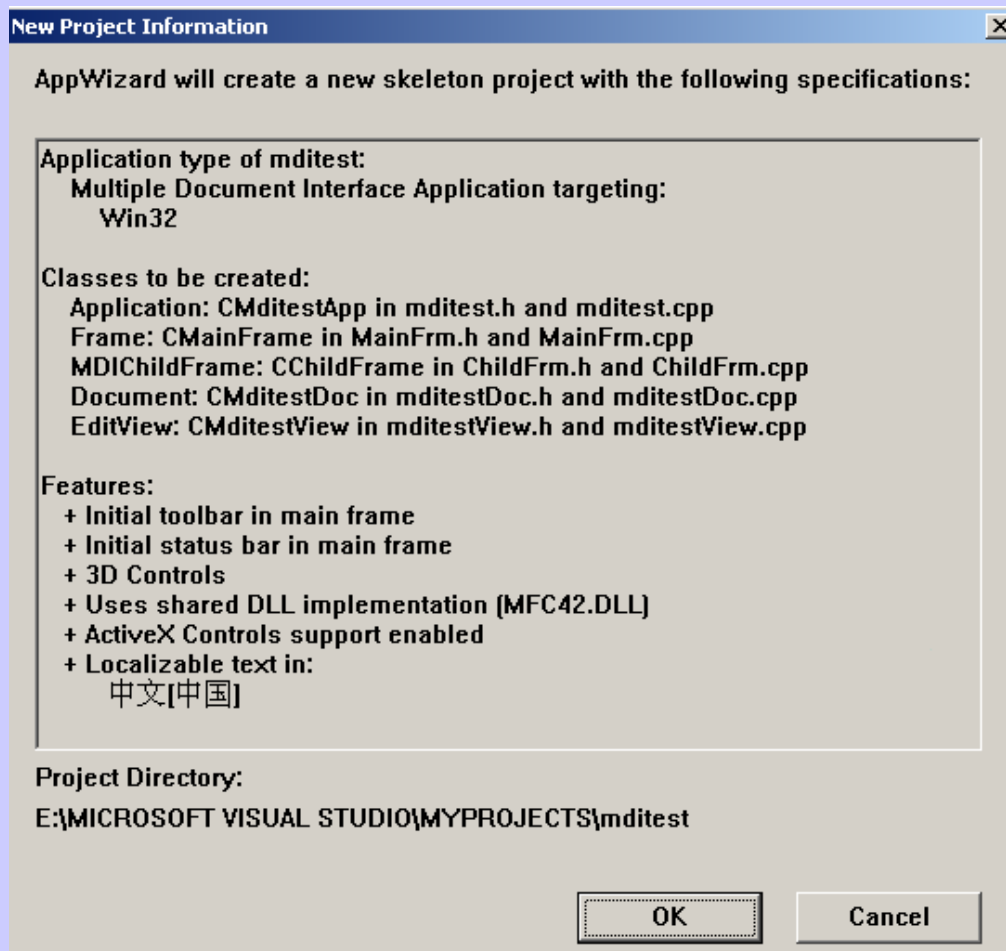 New Project Information
AppWizard will create a new skeleton project with the following specifications:
Application type of mditest:
Multiple Document Interface Application targeting:
Win32
Classes to be created:
Application: CMditestApp in mditest.h and mditest.cpp
Frame: CMainFrame in MainFrm.h and MainFrm.cpp
MDIChildFrame: CChildFrame in ChildFrm.h and ChildFrm.cpp
Document: CMditestDoc in mditestDoc.h and mditestDoc.cpp
EditView: CMditestView in mditestView.h and mditestView.cpp
Features:
+ Initial toolbar in main frame
+ Initial status bar in main frame
+ 3D Controls
+ Uses shared DLL implementation (MFC42.DLL)
+ ActiveX Controls support enabled
+ Localizable text in:
中文[中国]
Project Directory:
E:\MICROSOFT VISUAL STUDIO\MYPROJECTS\mditest
OK
Cancel